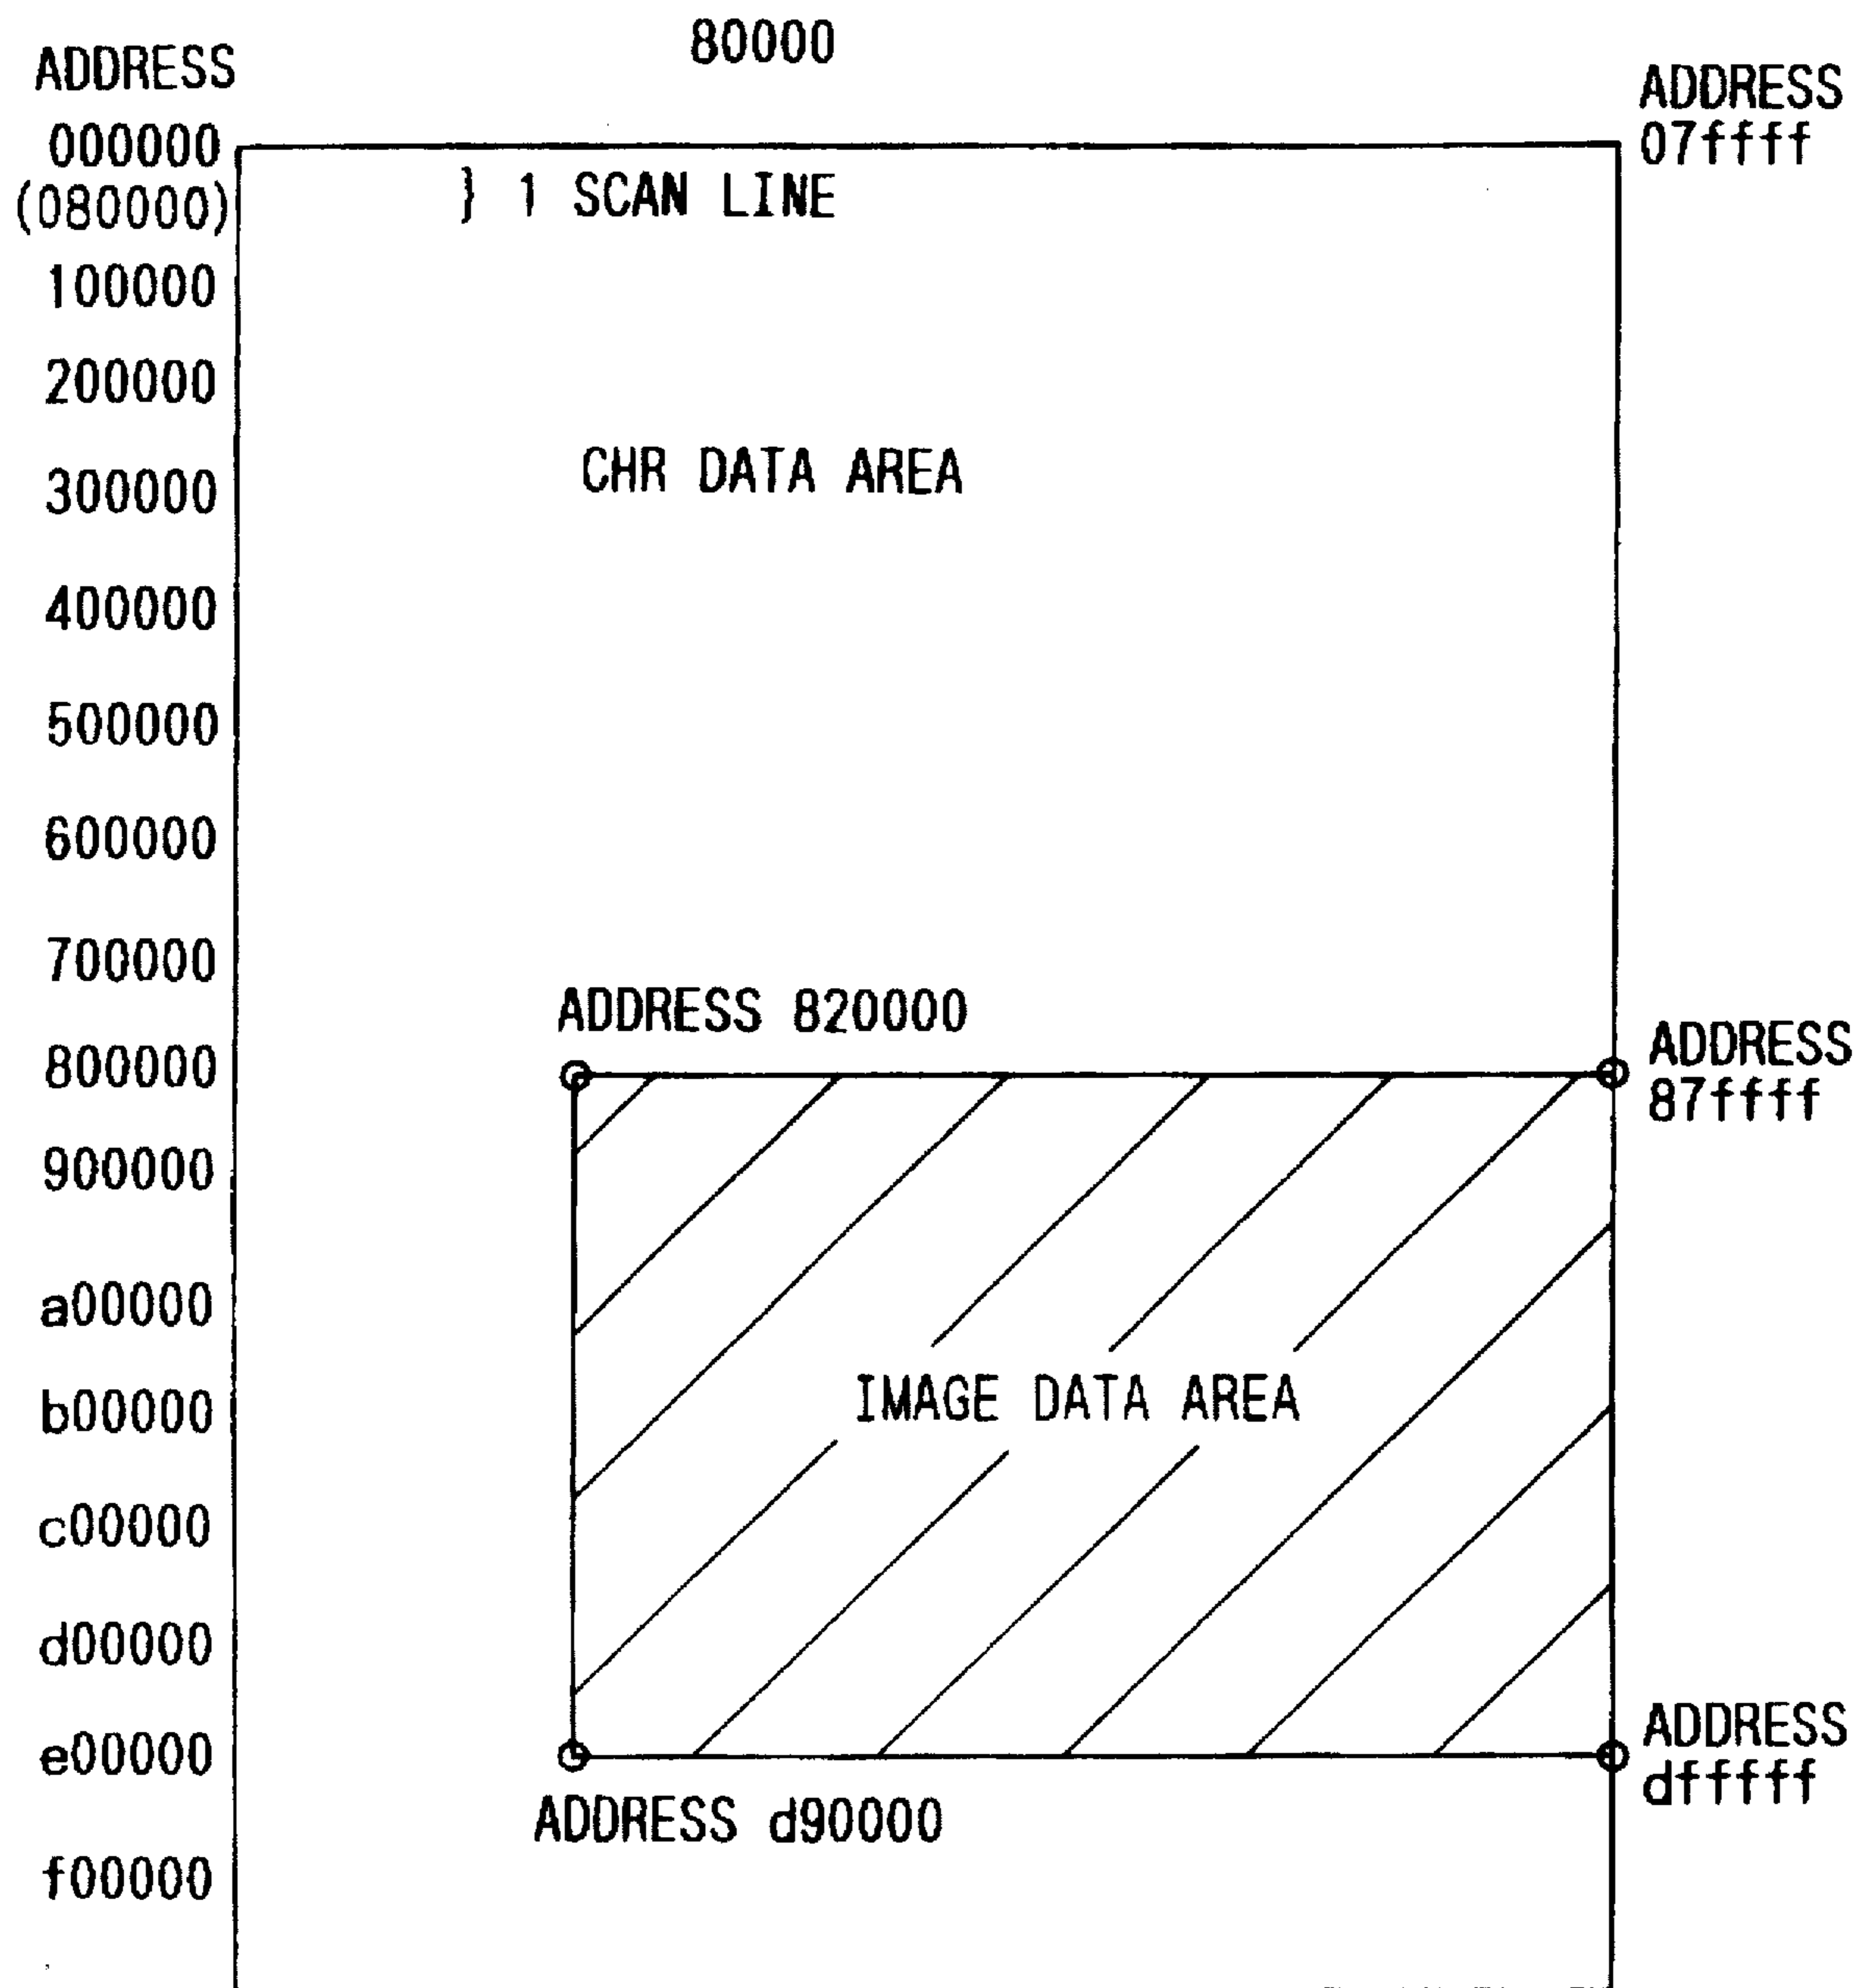 80000
ADDRESS
ADDRESS
000000
07ffff
(080000)
} 1 SCAN LINE
100000
200000
CHR DATA AREA
300000
400000
500000
600000
700000
ADDRESS 820000
ADDRESS
800000
87ffff
900000
a00000
IMAGE DATA AREA
b00000
c00000
d00000
ADDRESS
e00000
dfffff
ADDRESS d90000
f00000